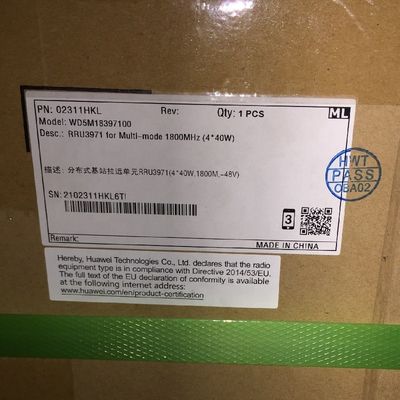 PN: 02311HKL Rev: Qty: 1 PCS ML
Model: WD5M18397100
Desc.: RRU3971 for Multi-mode 1800MHz (4*40W)
描述: 分布式基站拉远单元RRU3971(4*40W,1800M,-48V)
HWT
PASS
OBA02
SN: 2102311HKL6T
3
Remark:
MADE IN CHINA
Hereby, Huawei Technologies Co., Ltd. declares that the radio
equipment type is in compliance with Directive 2014/53/EU.
The full text of the EU declaration of conformity is available
at the following internet address:
www.huawei.com/en/product-certification